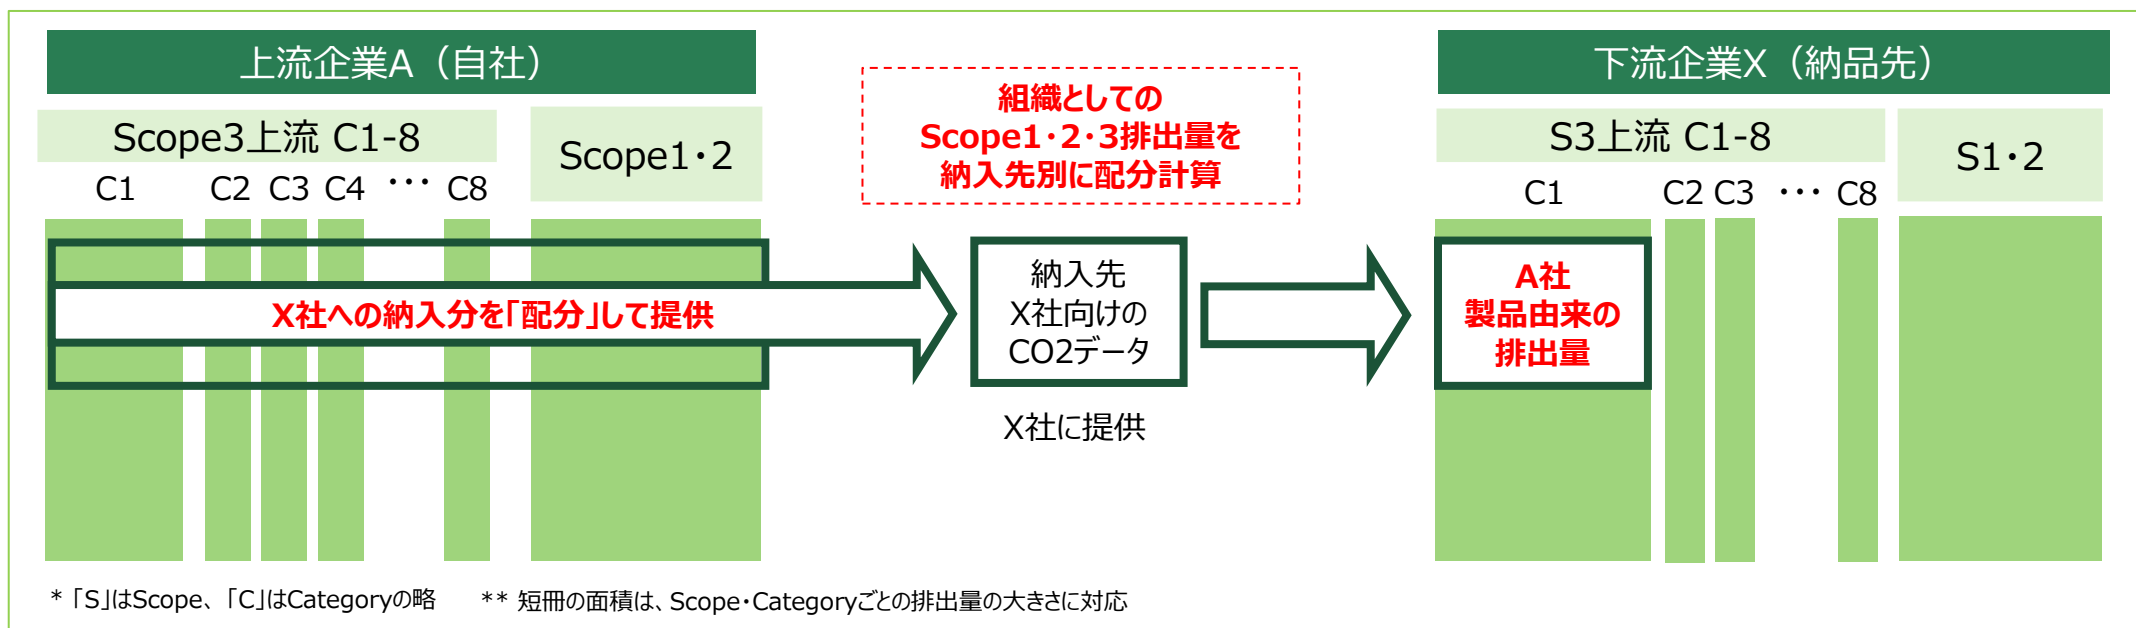 上流企業A（自社）
Scope3上流 C1-8
Scope1・2
C1 C2 C3 C4 ･･･ C8
X社への納入分を｢配分｣して提供
組織としての
Scope1・2・3排出量を
納入先別に配分計算
納入先
X社向けの
CO2データ
X社に提供
下流企業X（納品先）
S3上流 C1-8
S1・2
C1 C2 C3 ･･･ C8
A社
製品由来の
排出量
* ｢S｣はScope、｢C｣はCategoryの略
** 短冊の面積は、Scope・Categoryごとの排出量の大きさに対応